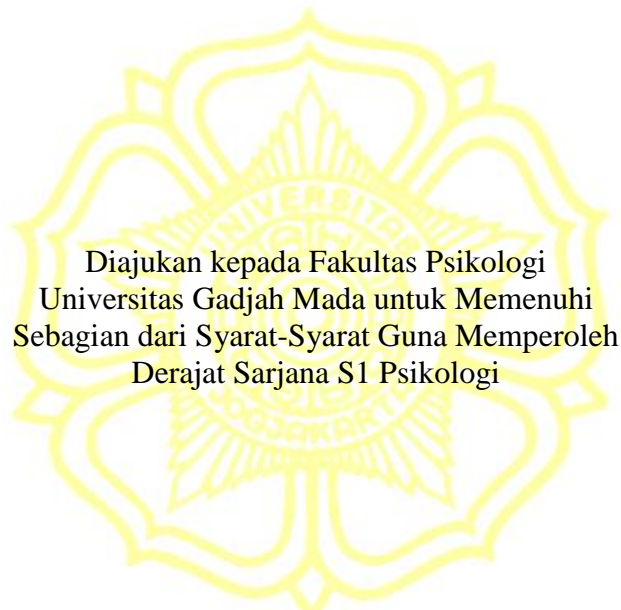 UNIVERSITAS
Diajukan kepada Fakultas Psikologi
Universitas Gadjah Mada untuk Memenuhi
Sebagian dari Syarat-Syarat Guna Memperoleh
Derajat Sarjana S1 Psikologi